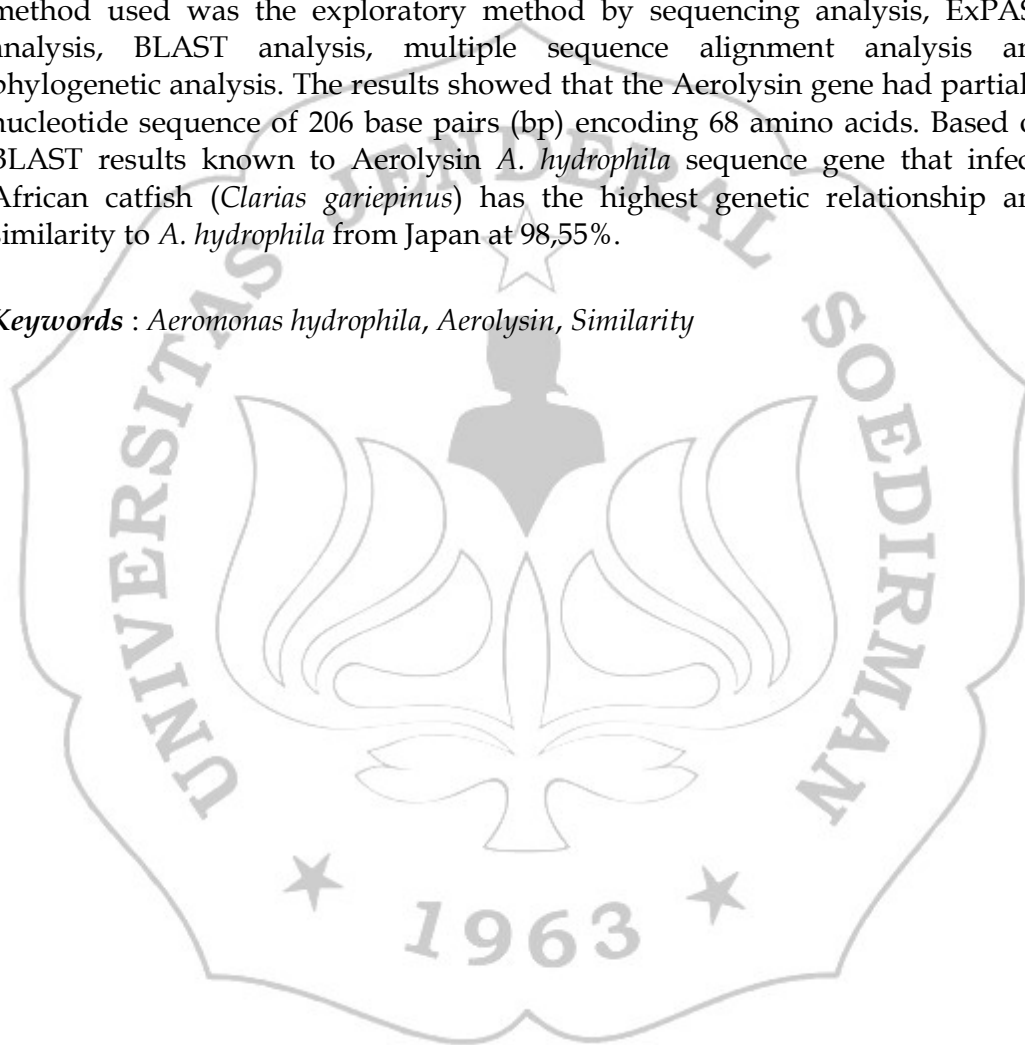 method used was the exploratory method by sequencing analysis, ExPAS
analysis, BLAST analysis, multiple sequence alignment analysis an
phylogenetic analysis. The results showed that the Aerolysin gene had partial
nucleotide sequence of 206 base pairs (bp) encoding 68 amino acids. Based o
BLAST results known to Aerolysin A. hydrophila sequence gene that infec
African catfish (Clarias gariepinus) has the highest genetic relationship an
similarity to A. hydrophila from Japan at 98,55%.
Keywords : Aeromonas hydrophila, Aerolysin, Similarity
UNIVERSITAS JENDERAL SOEDIRMAN
1963